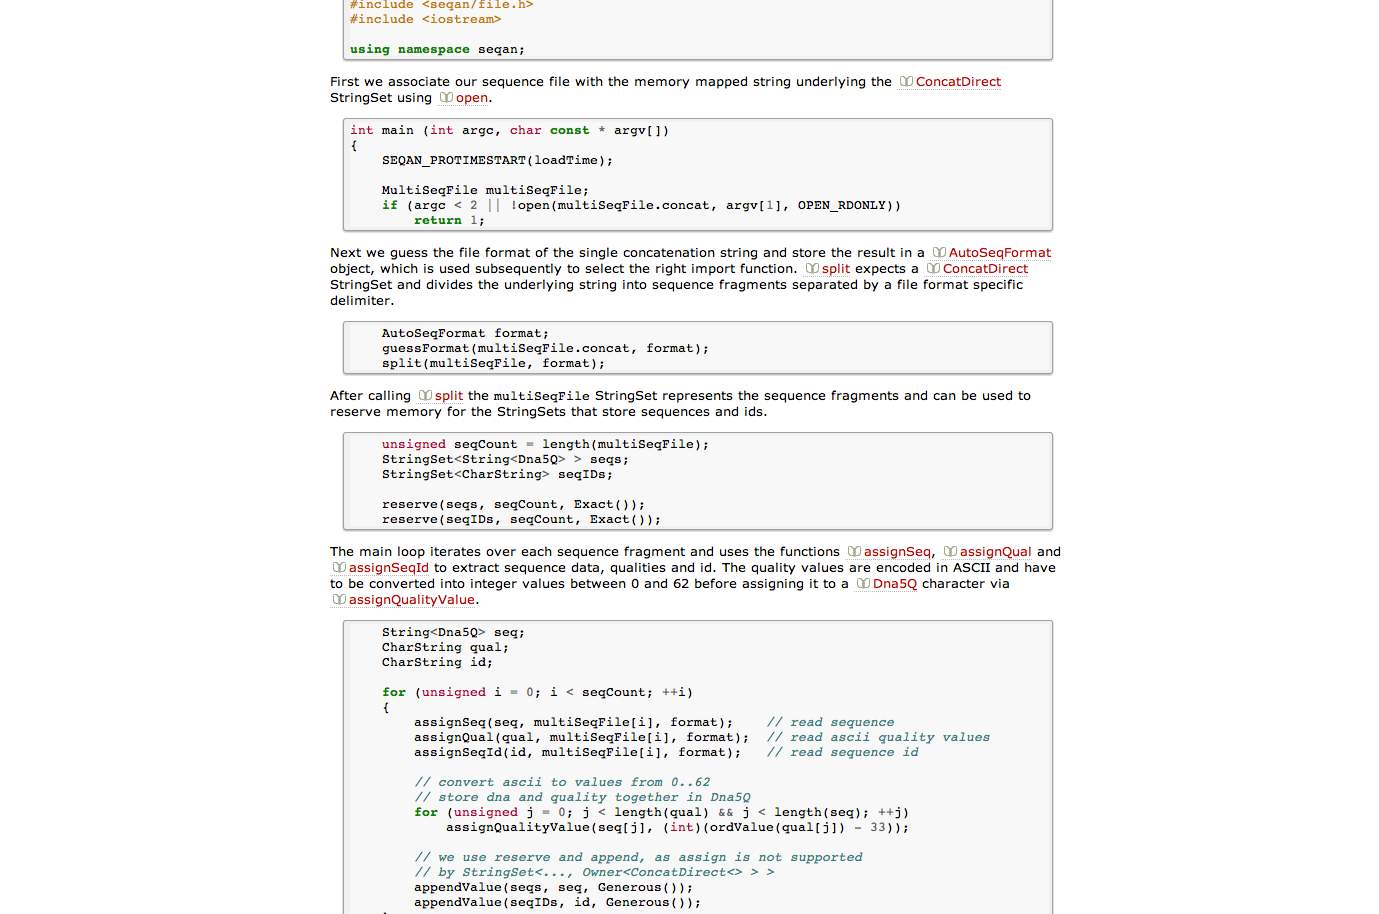 #include <seqan/file.h>
#include <iostream>
using namespace seqan;
First we associate our sequence file with the memory mapped string underlying the ConcatDirect
StringSet using open.
int main (int argc, char const * argv[])
{
SEQAN_PROTIMESTART(loadTime);
MultiSeqFile multiSeqFile;
if (argc < 2 || !open(multiSeqFile.concat, argv[1], OPEN_RDONLY))
return 1;
Next we guess the file format of the single concatenation string and store the result in a AutoSeqFormat
object, which is used subsequently to select the right import function. split expects a ConcatDirect
StringSet and divides the underlying string into sequence fragments separated by a file format specific
delimiter.
AutoSeqFormat format;
guessFormat(multiSeqFile.concat, format);
split(multiSeqFile, format);
After calling split the multiSeqFile StringSet represents the sequence fragments and can be used to
reserve memory for the StringSets that store sequences and ids.
unsigned seqCount = length(multiSeqFile);
StringSet<String<Dna5Q> > seqs;
StringSet<CharString> seqIDs;
reserve(seqs, seqCount, Exact());
reserve(seqIDs, seqCount, Exact());
The main loop iterates over each sequence fragment and uses the functions assignSeq, assignQual and
assignSeqId to extract sequence data, qualities and id. The quality values are encoded in ASCII and have
to be converted into integer values between 0 and 62 before assigning it to a Dna5Q character via
assignQualityValue.
String<Dna5Q> seq;
CharString qual;
CharString id;
for (unsigned i = 0; i < seqCount; ++i)
{
assignSeq(seq, multiSeqFile[i], format); // read sequence
assignQual(qual, multiSeqFile[i], format); // read ascii quality values
assignSeqId(id, multiSeqFile[i], format); // read sequence id
// convert ascii to values from 0..62
// store dna and quality together in Dna5Q
for (unsigned j = 0; j < length(qual) && j < length(seq); ++j)
assignQualityValue(seq[j], (int)(ordValue(qual[j]) - 33));
// we use reserve and append, as assign is not supported
// by StringSet<..., Owner<ConcatDirect<> > >
appendValue(seqs, seq, Generous());
appendValue(seqIDs, id, Generous());